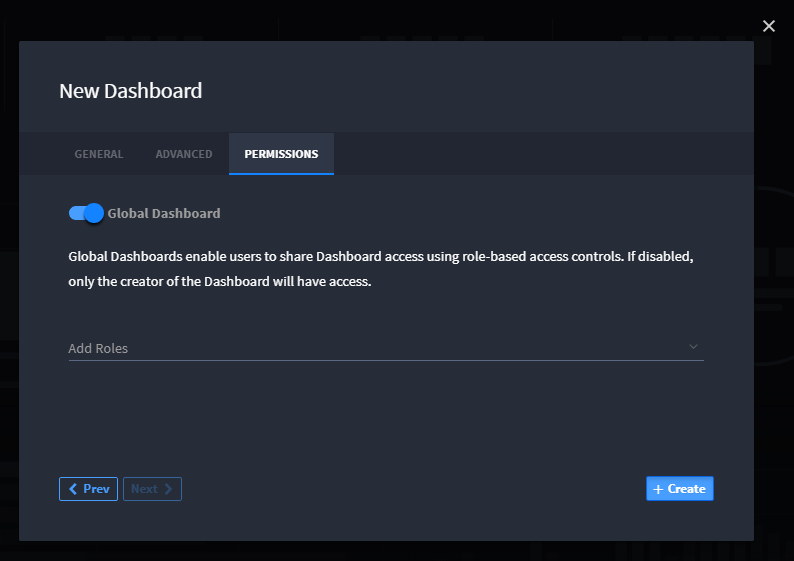 New Dashboard
GENERAL ADVANCED PERMISSIONS
Global Dashboard
Global Dashboards enable users to share Dashboard access using role-based access controls. If disabled,
only the creator of the Dashboard will have access.
Add Roles
Prev Next + Create